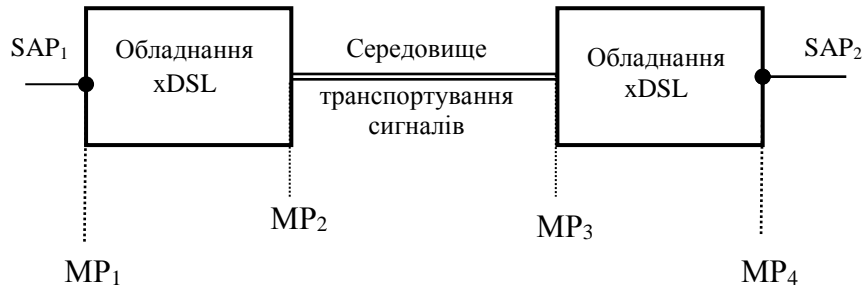 SAP₁
Обладнання
xDSL
Середовище
транспортування
сигналів
Обладнання
xDSL
SAP₂
MP₁
MP₂
MP₃
MP₄